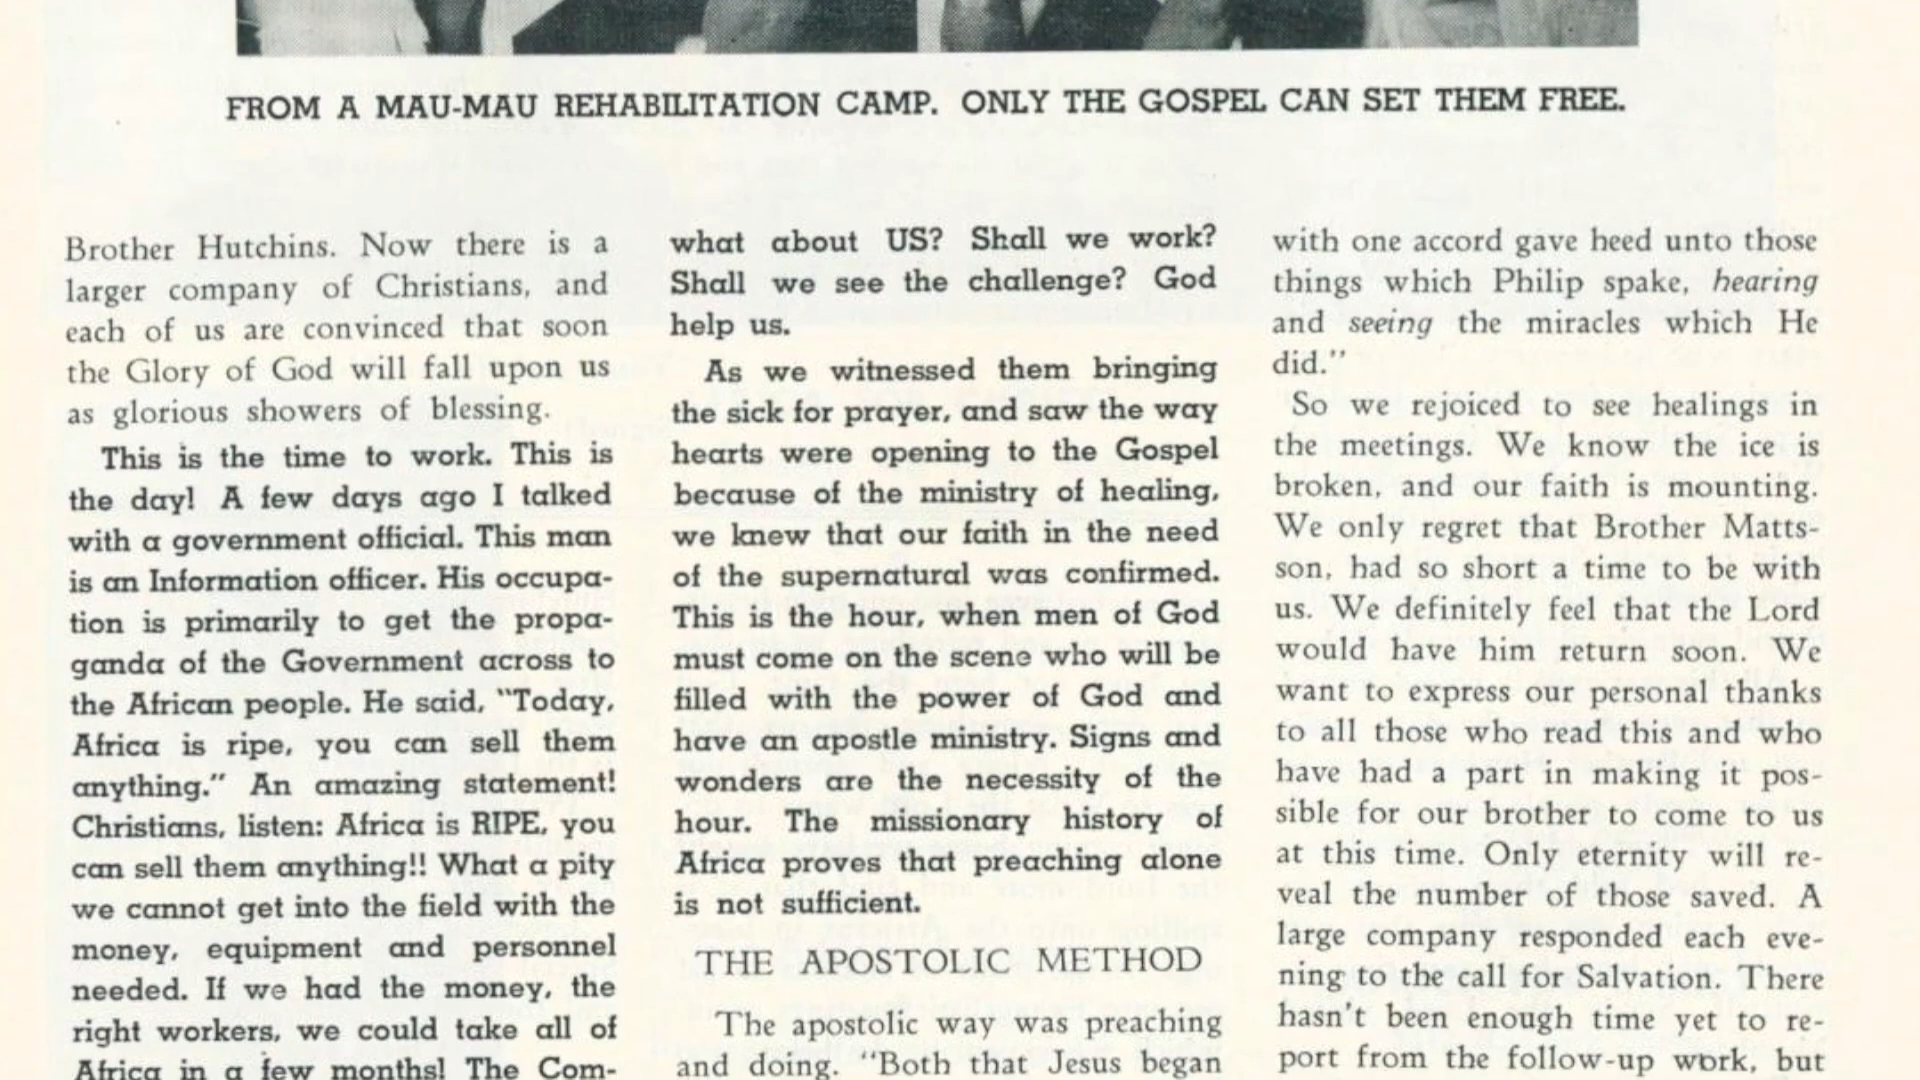 FROM A MAU-MAU REHABILITATION CAMP. ONLY THE GOSPEL CAN SET THEM FREE.
Brother Hutchins. Now there is a
larger company of Christians, and
each of us are convinced that soon
the Glory of God will fall upon us
as glorious showers of blessing.
This is the time to work. This is
the day! A few days ago I talked
with a government official. This man
is an Information officer. His occupa-
tion is primarily to get the propa-
ganda of the Government across to
the African people. He said, "Today,
Africa is ripe, you can sell them
anything." An amazing statement!
Christians, listen: Africa is RIPE, you
can sell them anything!! What a pity
we cannot get into the field with the
money, equipment and personnel
needed. If we had the money, the
right workers, we could take all of
Africa in a few months! The Com-
what about US? Shall we work?
Shall we see the challenge? God
help us.
As we witnessed them bringing
the sick for prayer, and saw the way
hearts were opening to the Gospel
because of the ministry of healing,
we knew that our faith in the need
of the supernatural was confirmed.
This is the hour, when men of God
must come on the scene who will be
filled with the power of God and
have an apostle ministry. Signs and
wonders are the necessity of the
hour. The missionary history of
Africa proves that preaching alone
is not sufficient.
THE APOSTOLIC METHOD
The apostolic way was preaching
and doing. "Both that Jesus began
with one accord gave heed unto those
things which Philip spake, hearing
and seeing the miracles which He
did."
So we rejoiced to see healings in
the meetings. We know the ice is
broken, and our faith is mounting.
We only regret that Brother Matts-
son, had so short a time to be with
us. We definitely feel that the Lord
would have him return soon. We
want to express our personal thanks
to all those who read this and who
have had a part in making it pos-
sible for our brother to come to us
at this time. Only eternity will re-
veal the number of those saved. A
large company responded each eve-
ning to the call for Salvation. There
hasn't been enough time yet to re-
port from the follow-up work, but